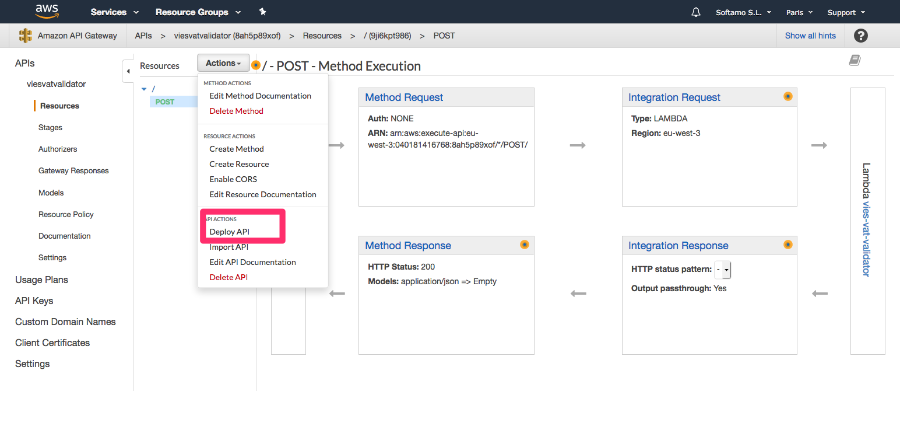 aws
Services
Resource Groups
Softamo S.L.
Paris
Support
Amazon API Gateway
APIs > viesvatvalidator (8ah5p89xof) > Resources > / (9ji6kpt986) > POST
Show all hints
?
APIs
viesvatvalidator
Resources
Stages
Authorizers
Gateway Responses
Models
Resource Policy
Documentation
Settings
Usage Plans
API Keys
Custom Domain Names
Client Certificates
Settings
Resources
Actions
/
POST
METHOD ACTIONS
Edit Method Documentation
Delete Method
RESOURCE ACTIONS
Create Method
Create Resource
Enable CORS
Edit Resource Documentation
API ACTIONS
Deploy API
Import API
Edit API Documentation
Delete API
/ - POST - Method Execution
Method Request
Auth: NONE
ARN: arn:aws:execute-api:eu-
west-3:040181416768:8ah5p89xof/*/POST/
Integration Request
Type: LAMBDA
Region: eu-west-3
Method Response
HTTP Status: 200
Models: application/json => Empty
Integration Response
HTTP status pattern: -
Output passthrough: Yes
Lambda vies-vat-validator